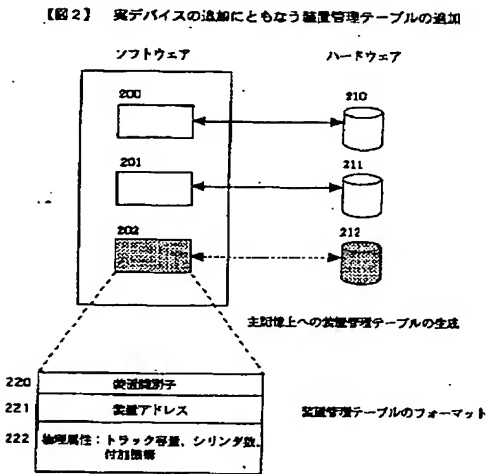 【図2】 実デバイスの追加にともなう装置管理テーブルの追加
ソフトウェア ハードウェア
200 210
201 211
202 212
主記憶上への装置管理テーブルの生成
220 装置識別子
221 装置アドレス 装置管理テーブルのフォーマット
222 物理属性：トラック容量、シリンダ数、
付加情報